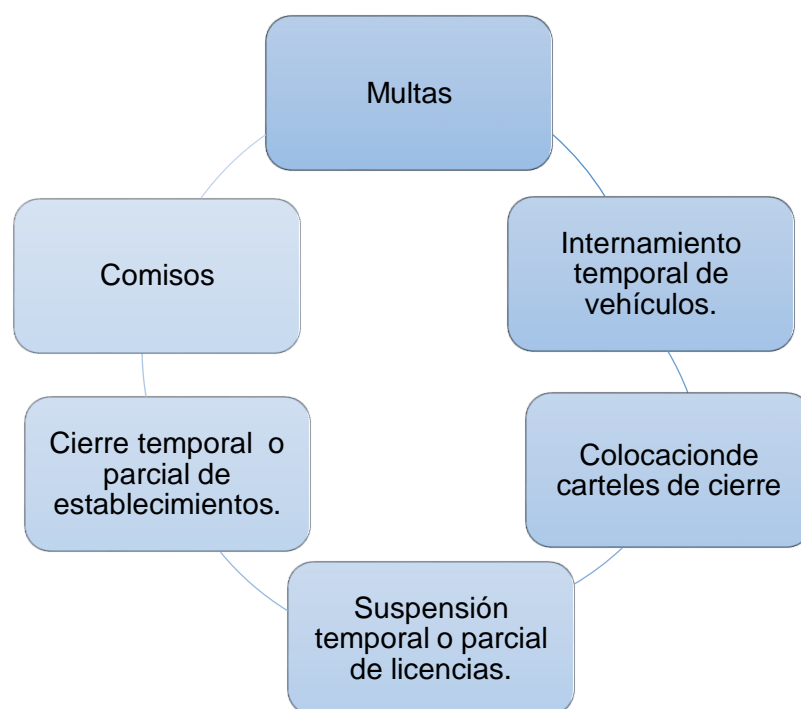 Multas
Internamiento
temporal de
vehículos.
Colocacionde
carteles de cierre
Suspensión
temporal o parcial
de licencias.
Cierre temporal o
parcial de
establecimientos.
Comisos